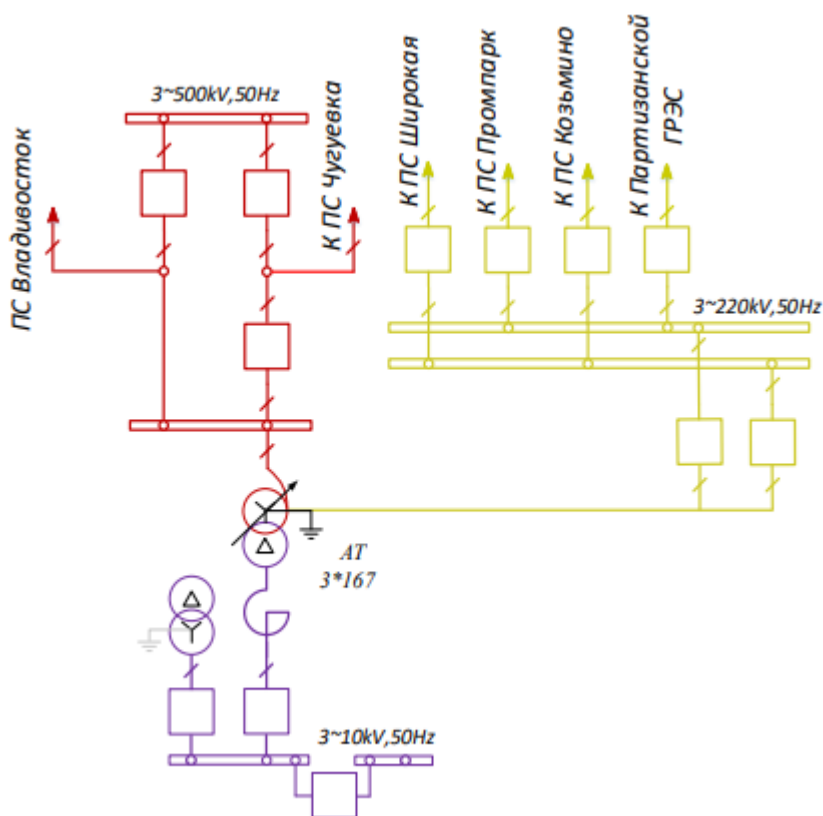 3~500kV,50Hz
ПС Владивосток
К ПС Чугуевка
К ПС Широкая
К ПС Промпарк
К ПС Козьмино
К Партизанской
ГРЭС
3~220kV,50Hz
АТ
3*167
3~10kV,50Hz